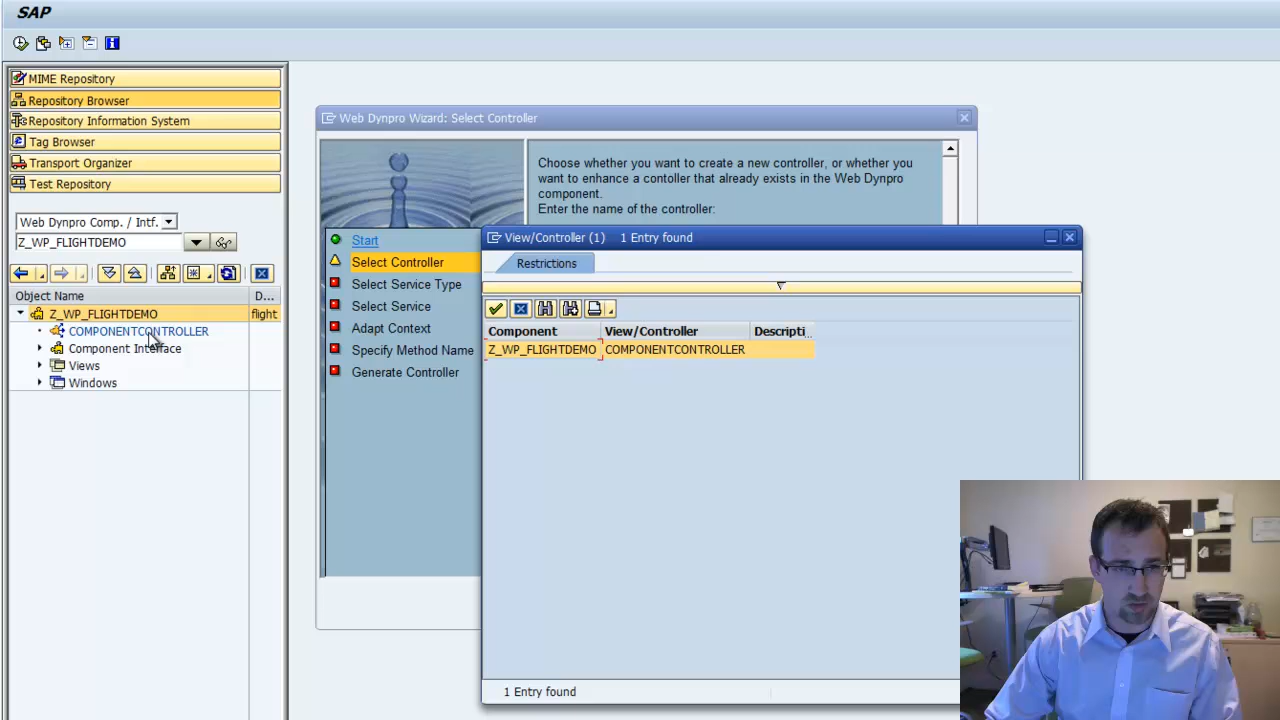 SAP
MIME Repository
Repository Browser
Repository Information System
Tag Browser
Transport Organizer
Test Repository
Web Dynpro Comp. / Intf.
Z_WP_FLIGHTDEMO
Object Name D...
Z_WP_FLIGHTDEMO flight
COMPONENTCONTROLLER
Component Interface
Views
Windows
Web Dynpro Wizard: Select Controller
Choose whether you want to create a new controller, or whether you
want to enhance a contoller that already exists in the Web Dynpro
component.
Enter the name of the controller:
Start
Select Controller
Select Service Type
Select Service
Adapt Context
Specify Method Name
Generate Controller
View/Controller (1) 1 Entry found
Restrictions
Component View/Controller Descripti...
Z_WP_FLIGHTDEMO COMPONENTCONTROLLER
1 Entry found